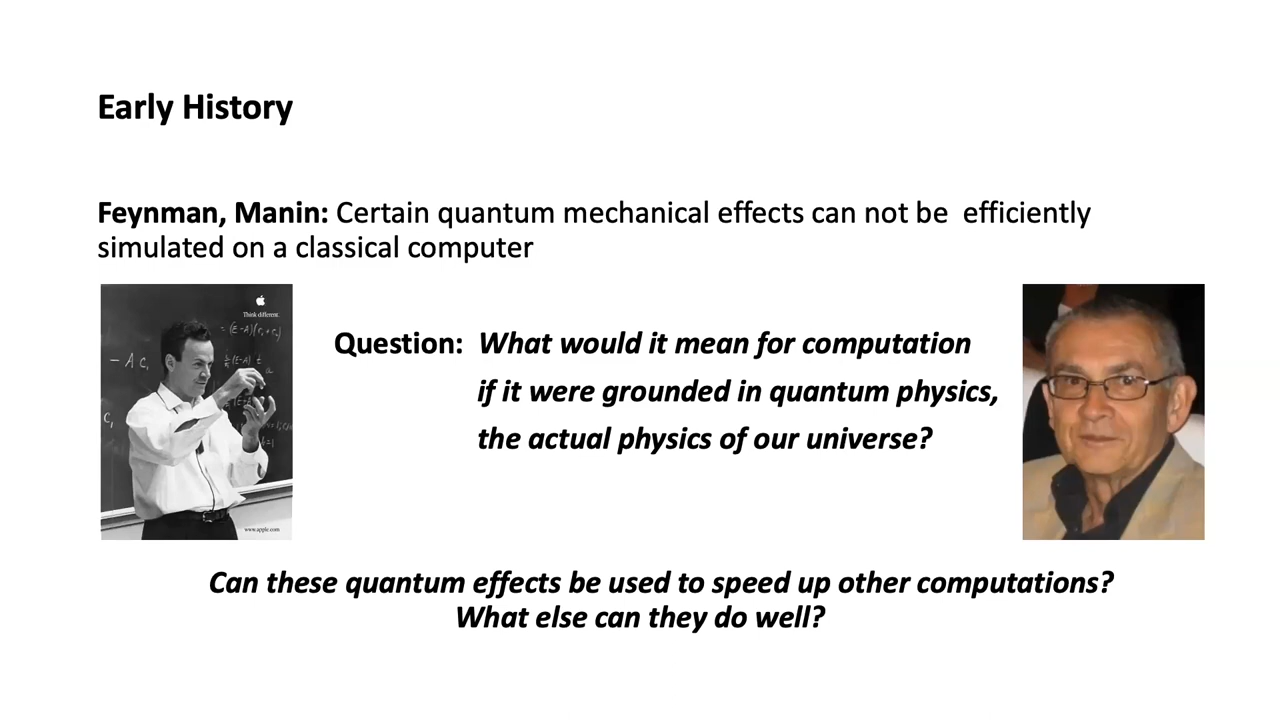 Early History
Feynman, Manin: Certain quantum mechanical effects can not be  efficiently
simulated on a classical computer
Think different.
- A C₁
C₁
www.apple.com
Question: What would it mean for computation
if it were grounded in quantum physics,
the actual physics of our universe?
Can these quantum effects be used to speed up other computations?
What else can they do well?